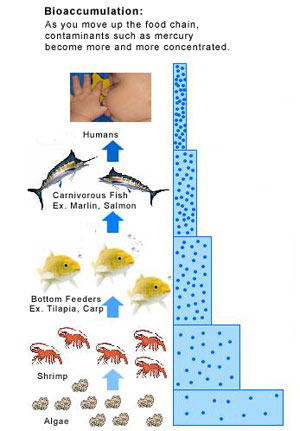 Bioaccumulation:
As you move up the food chain,
contaminants such as mercury
become more and more concentrated.
Humans
Carnivorous Fish
Ex. Marlin, Salmon
Bottom Feeders
Ex. Tilapia, Carp
Shrimp
Algae